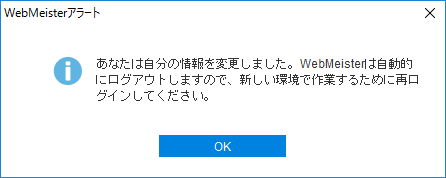 WebMeisterアラート
あなたは自分の情報を変更しました。WebMeisterは自動的
にログアウトしますので、新しい環境で作業するために再ロ
グインしてください。
OK